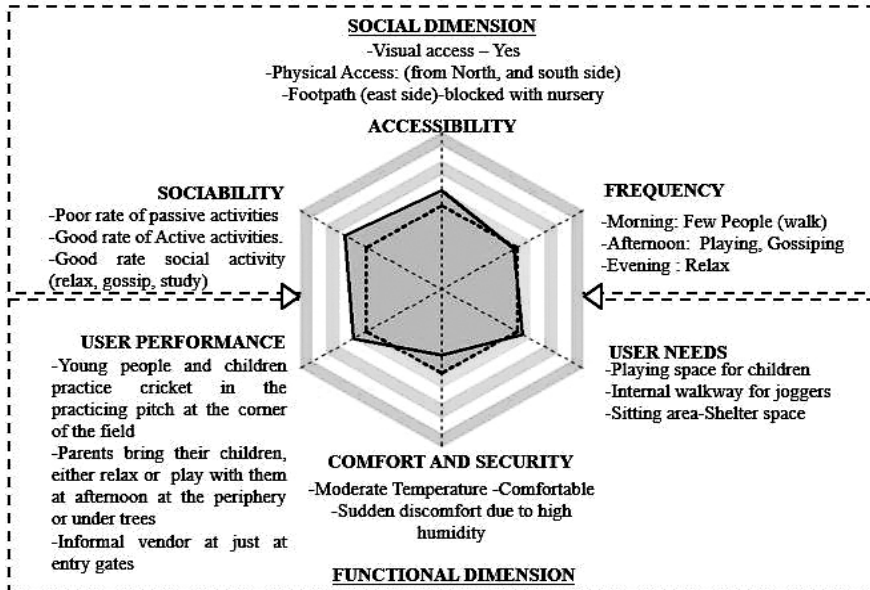 SOCIAL DIMENSION
-Visual access – Yes
-Physical Access: (from North, and south side)
-Footpath (east side)-blocked with nursery
ACCESSIBILITY
SOCIABILITY
-Poor rate of passive activities
-Good rate of Active activities.
-Good rate social activity
(relax, gossip, study)
FREQUENCY
-Morning: Few People (walk)
-Afternoon: Playing, Gossiping
-Evening : Relax
USER PERFORMANCE
-Young people and children
practice cricket in the
practicing pitch at the corner
of the field
-Parents bring their children,
either relax or play with them
at afternoon at the periphery
or under trees
-Informal vendor at just at
entry gates
USER NEEDS
-Playing space for children
-Internal walkway for joggers
-Sitting area-Shelter space
COMFORT AND SECURITY
-Moderate Temperature -Comfortable
-Sudden discomfort due to high
humidity
FUNCTIONAL DIMENSION